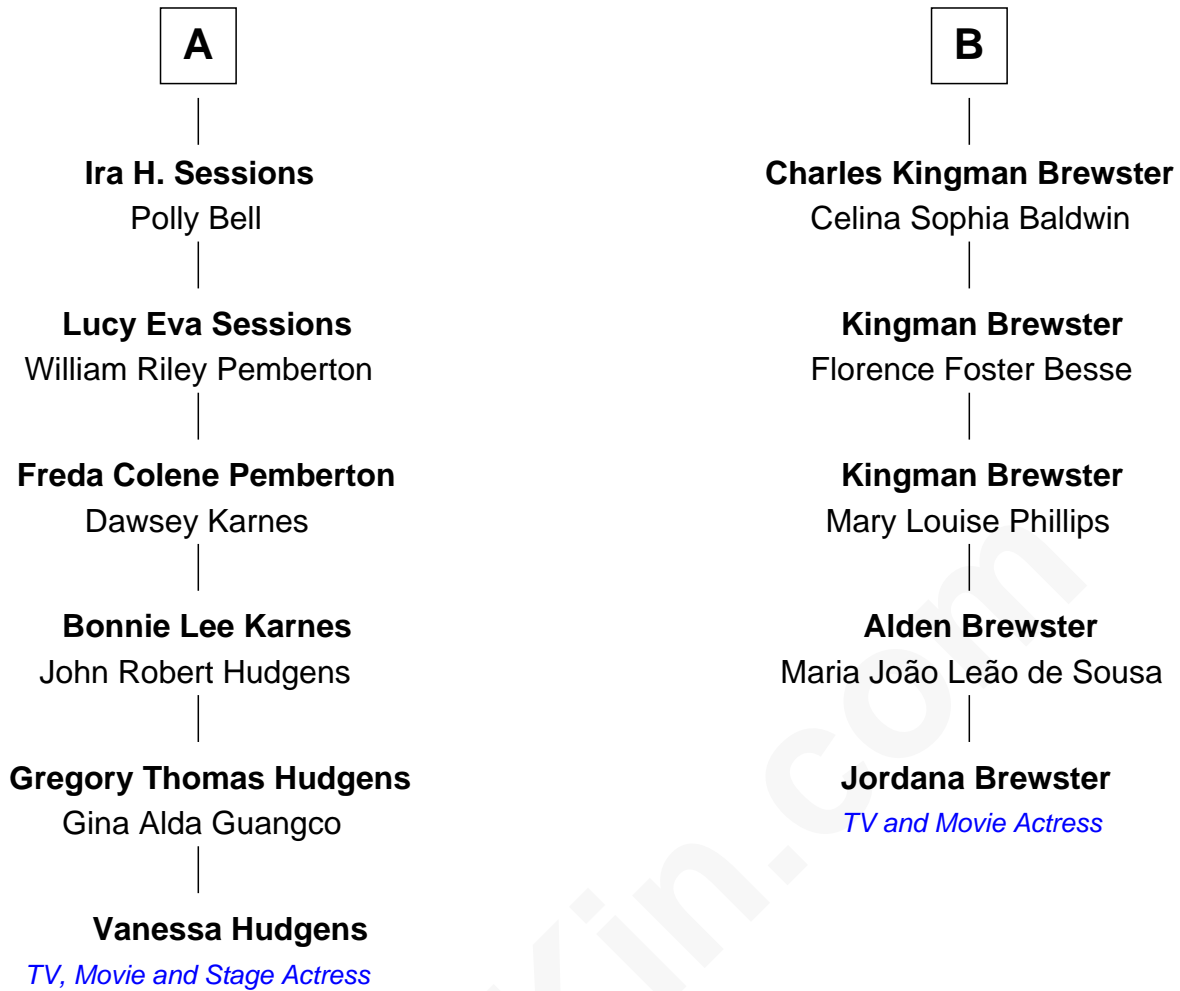 A
Ira H. Sessions
Polly Bell
Lucy Eva Sessions
William Riley Pemberton
Freda Colene Pemberton
Dawsey Karnes
Bonnie Lee Karnes
John Robert Hudgens
Gregory Thomas Hudgens
Gina Alda Guangco
Vanessa Hudgens
TV, Movie and Stage Actress
B
Charles Kingman Brewster
Celina Sophia Baldwin
Kingman Brewster
Florence Foster Besse
Kingman Brewster
Mary Louise Phillips
Alden Brewster
Maria João Leão de Sousa
Jordana Brewster
TV and Movie Actress
Kin.com